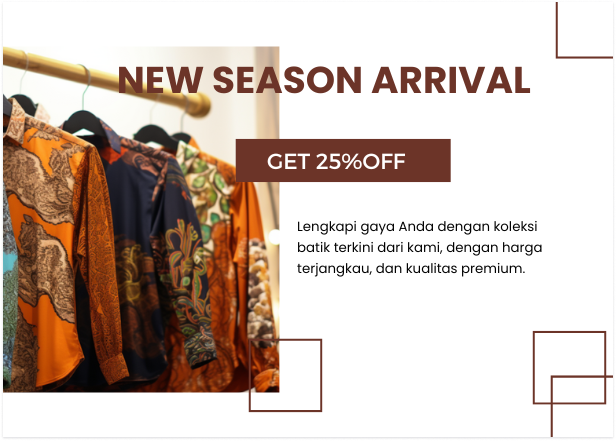 NEW SEASON ARRIVAL
GET 25%OFF
Lengkapi gaya Anda dengan koleksi
batik terkini dari kami, dengan harga
terjangkau, dan kualitas premium.